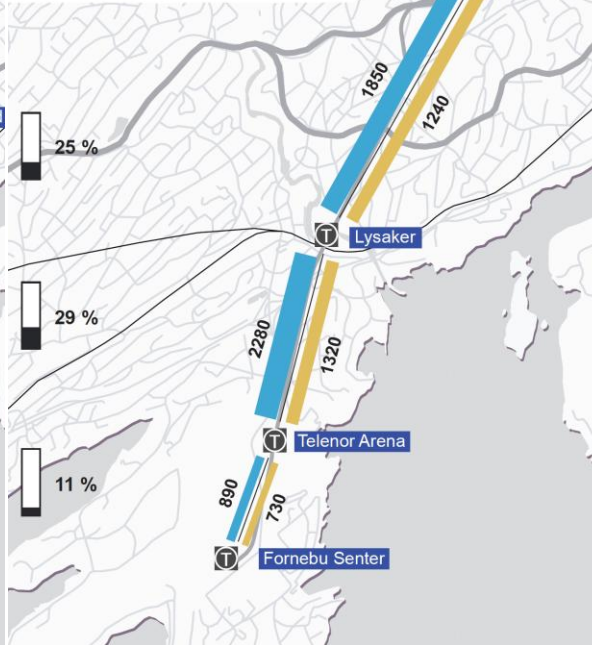 1850
1240
25 %
T
Lysaker
29 %
2280
1320
T
Telenor Arena
11 %
890
730
T
Fornebu Senter